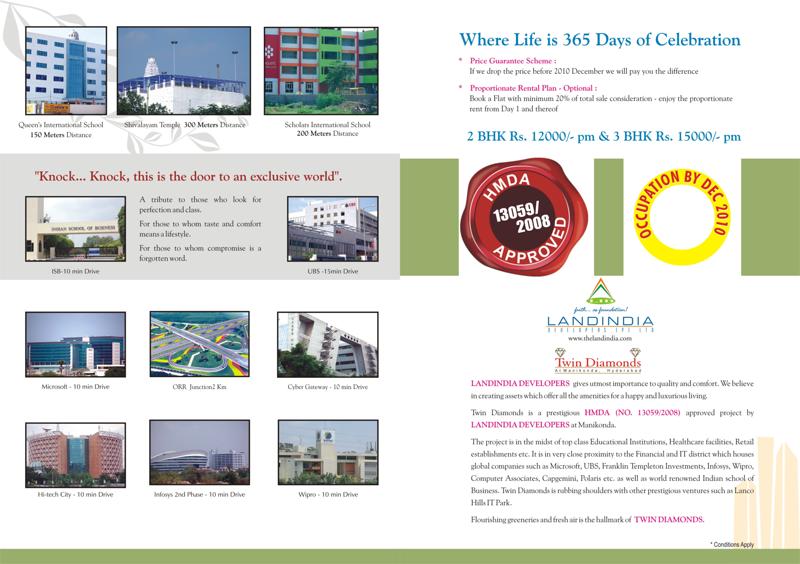 Queen's International School
150 Meters Distance
Shivalayam Temple 300 Meters Distance
Scholars International School
200 Meters Distance
"Knock... Knock, this is the door to an exclusive world".
INDIAN SCHOOL OF BUSINESS
ISB-10 min Drive
A tribute to those who look for
perfection and class.
For those to whom taste and comfort
means a lifestyle.
For those to whom compromise is a
forgotten word.
UBS -15min Drive
Microsoft - 10 min Drive
ORR Junction2 Km
Cyber Gateway - 10 min Drive
Hi-tech City - 10 min Drive
Infosys 2nd Phase - 10 min Drive
Wipro - 10 min Drive
Where Life is 365 Days of Celebration
* Price Guarantee Scheme :
If we drop the price before 2010 December we will pay you the difference
* Proportionate Rental Plan - Optional :
Book a Flat with minimum 20% of total sale consideration - enjoy the proportionate
rent from Day 1 and thereof
2 BHK Rs. 12000/- pm & 3 BHK Rs. 15000/- pm
HMDA
13059/
2008
APPROVED
OCCUPATION BY DEC 2010
faith... as foundation!
LANDINDIA
DEVELOPERS (P) LTD
www.thelandindia.com
Twin Diamonds
At Manikonda, Hyderabad
LANDINDIA DEVELOPERS gives utmost importance to quality and comfort. We believe
in creating assets which offer all the amenities for a happy and luxurious living.
Twin Diamonds is a prestigious HMDA (NO. 13059/2008) approved project by
LANDINDIA DEVELOPERS at Manikonda.
The project is in the midst of top class Educational Institutions, Healthcare facilities, Retail
establishments etc. It is in very close proximity to the Financial and IT district which houses
global companies such as Microsoft, UBS, Franklin Templeton Investments, Infosys, Wipro,
Computer Associates, Capgemini, Polaris etc. as well as world renowned Indian school of
Business. Twin Diamonds is rubbing shoulders with other prestigious ventures such as Lanco
Hills IT Park.
Flourishing greeneries and fresh air is the hallmark of TWIN DIAMONDS.
* Conditions Apply